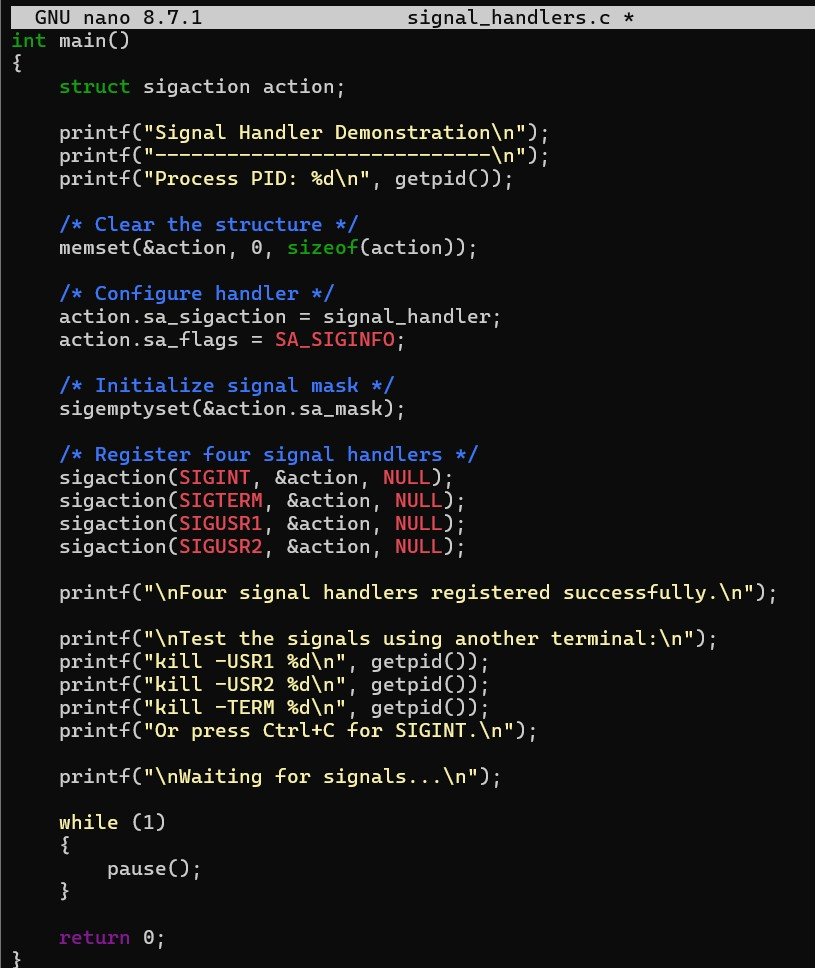 GNU nano 8.7.1 signal_handlers.c *
int main()
{
    struct sigaction action;

    printf("Signal Handler Demonstration\n");
    printf("----------------------------\n");
    printf("Process PID: %d\n", getpid());

    /* Clear the structure */
    memset(&action, 0, sizeof(action));

    /* Configure handler */
    action.sa_sigaction = signal_handler;
    action.sa_flags = SA_SIGINFO;

    /* Initialize signal mask */
    sigemptyset(&action.sa_mask);

    /* Register four signal handlers */
    sigaction(SIGINT, &action, NULL);
    sigaction(SIGTERM, &action, NULL);
    sigaction(SIGUSR1, &action, NULL);
    sigaction(SIGUSR2, &action, NULL);

    printf("\nFour signal handlers registered successfully.\n");

    printf("\nTest the signals using another terminal:\n");
    printf("kill -USR1 %d\n", getpid());
    printf("kill -USR2 %d\n", getpid());
    printf("kill -TERM %d\n", getpid());
    printf("Or press Ctrl+C for SIGINT.\n");

    printf("\nWaiting for signals...\n");

    while (1)
    {
        pause();
    }

    return 0;
}